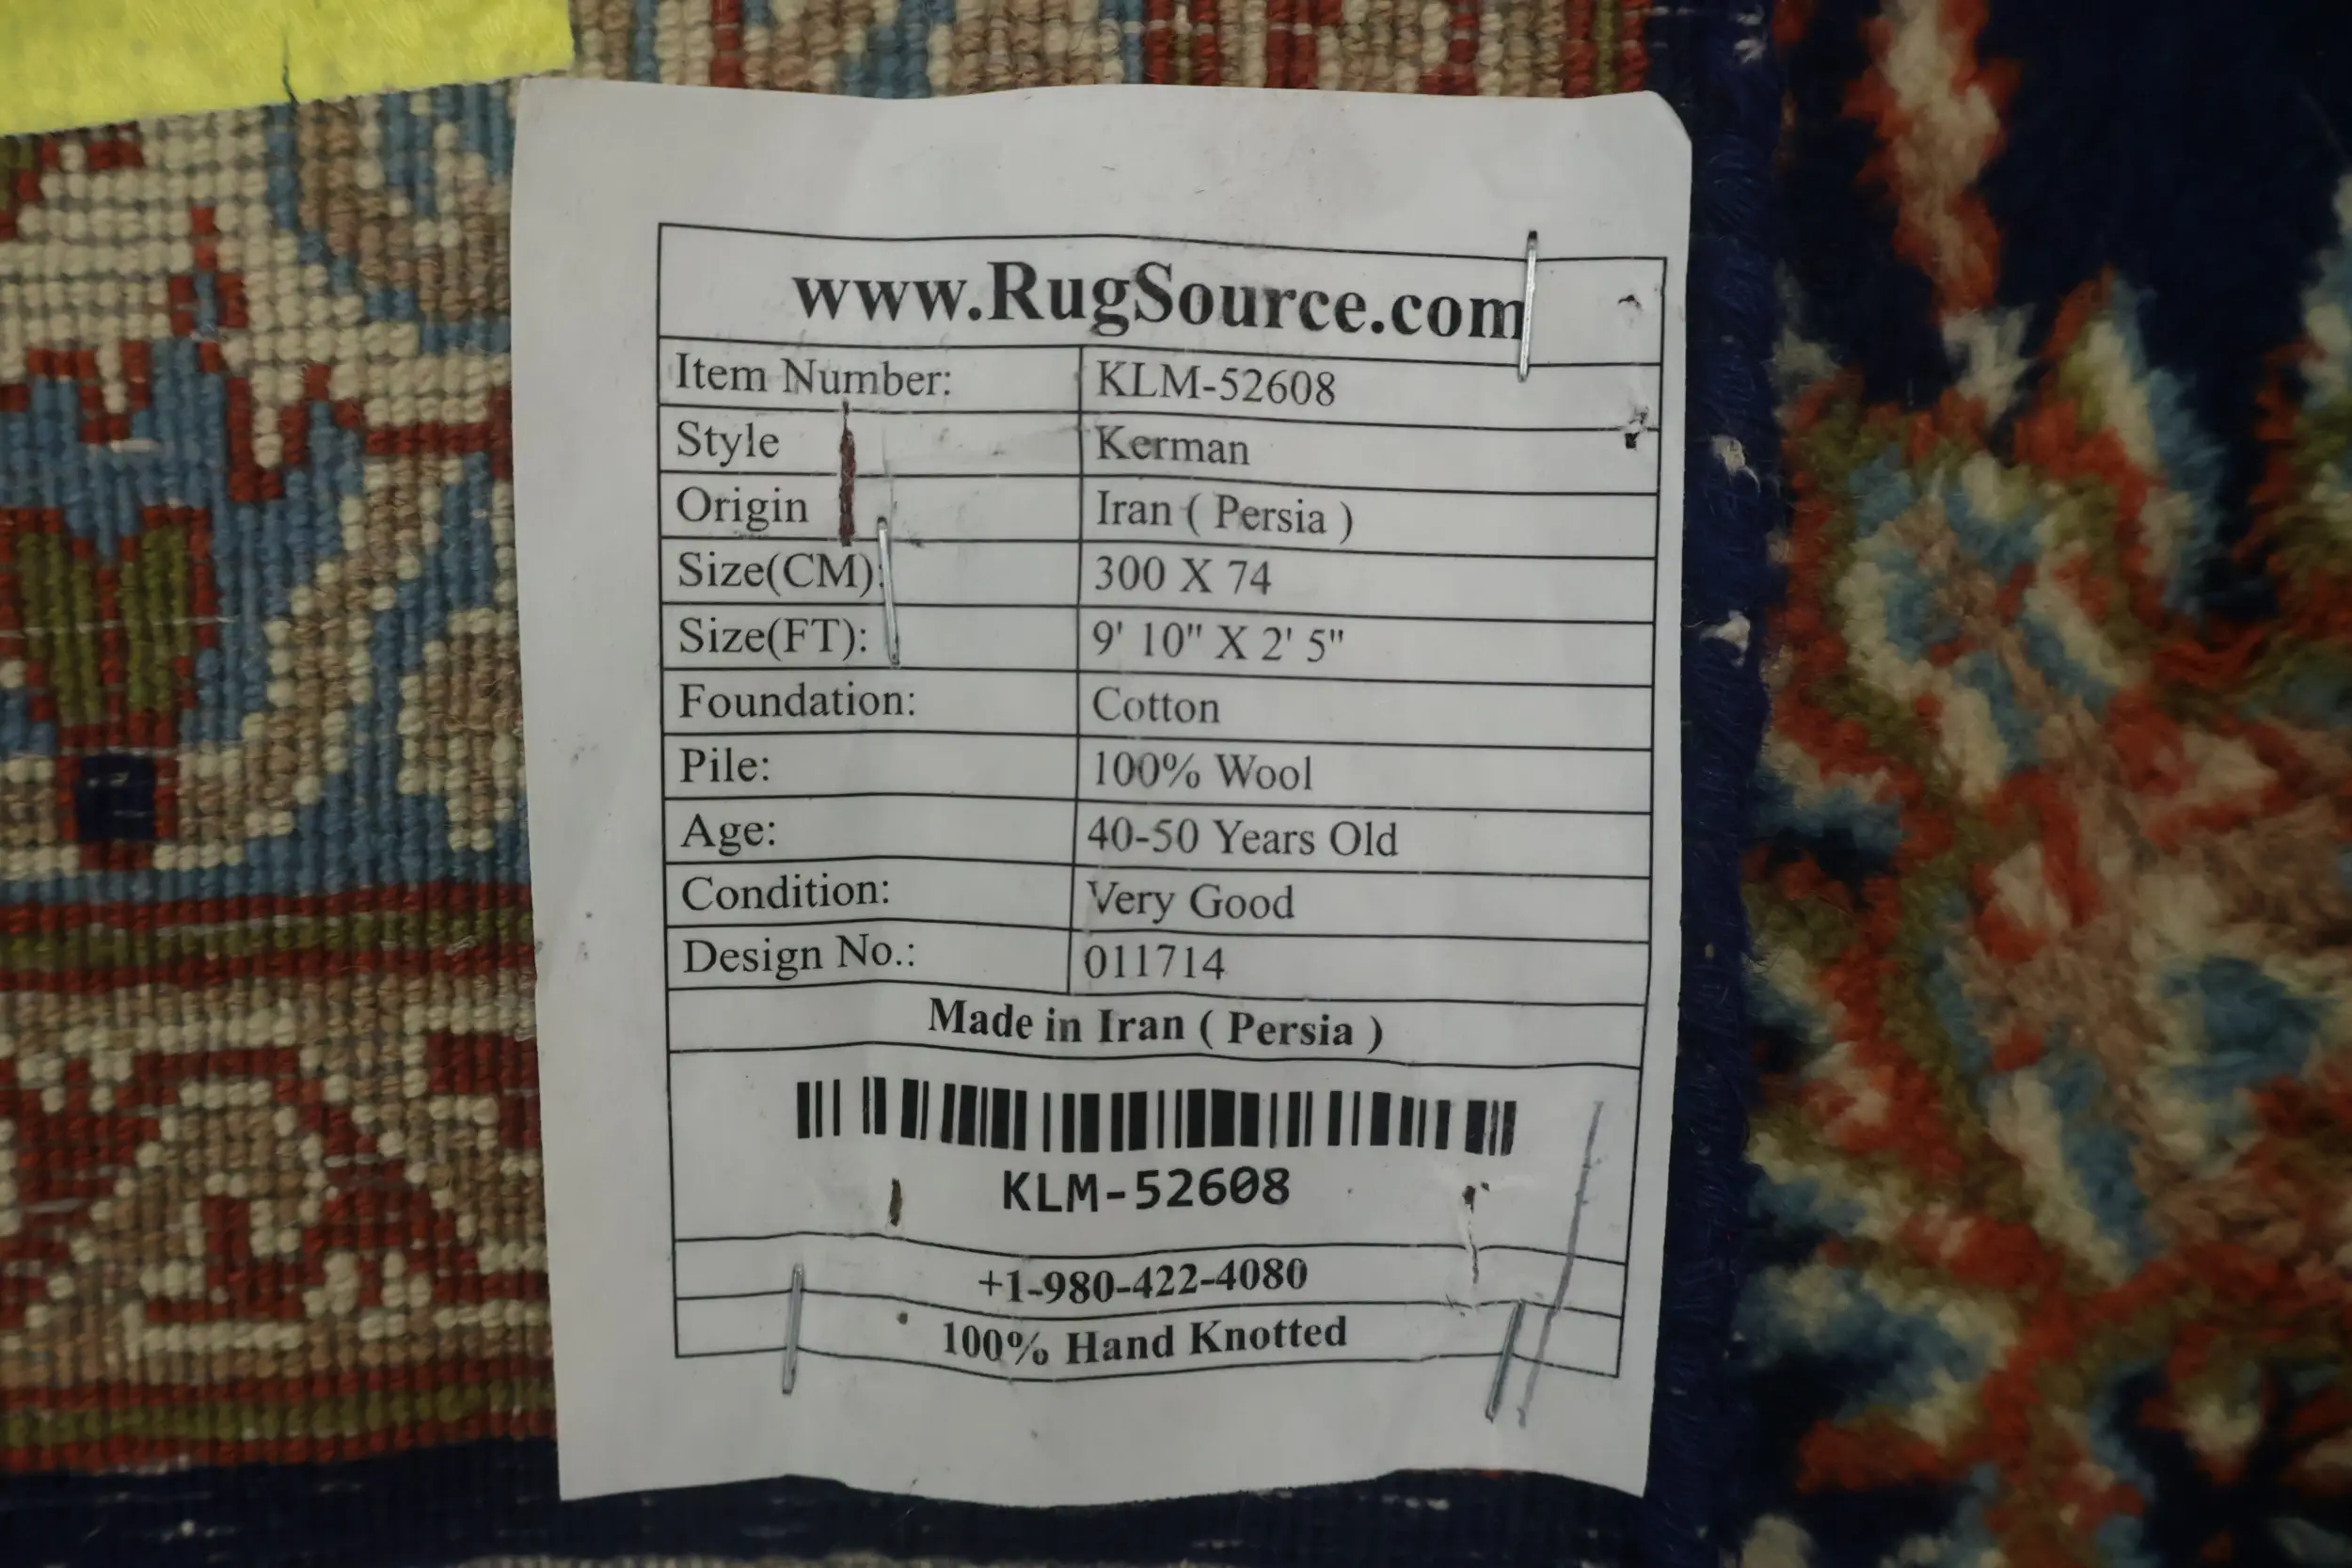 www.RugSource.com
Item Number: KLM-52608
Style Kerman
Origin Iran ( Persia )
Size(CM): 300 X 74
Size(FT): 9' 10" X 2' 5"
Foundation: Cotton
Pile: 100% Wool
Age: 40-50 Years Old
Condition: Very Good
Design No.: 011714
Made in Iran ( Persia )
KLM-52608
+1-980-422-4080
100% Hand Knotted